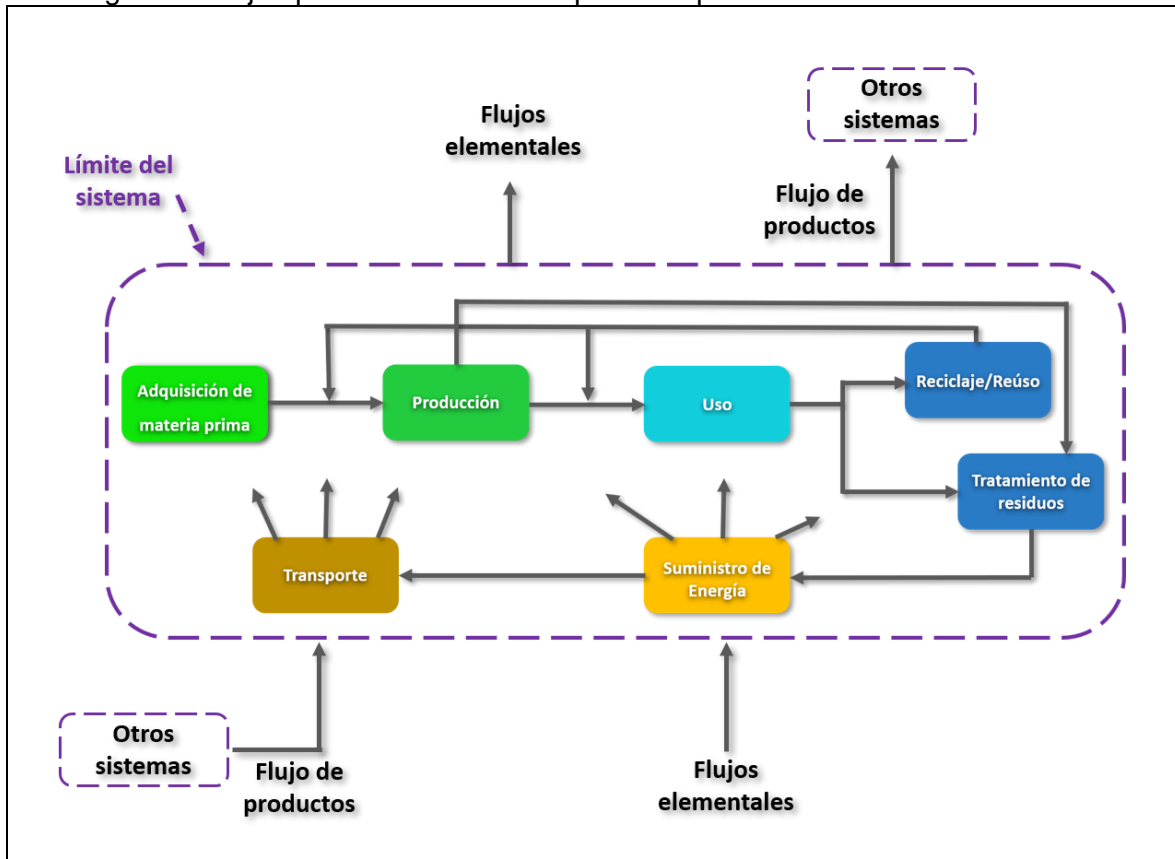 Otros
sistemas
Flujos
elementales
Límite del
sistema
Flujo de
productos
Adquisición de
materia prima
Producción
Uso
Reciclaje/Reúso
Tratamiento de
residuos
Transporte
Suministro de
Energía
Otros
sistemas
Flujo de
productos
Flujos
elementales